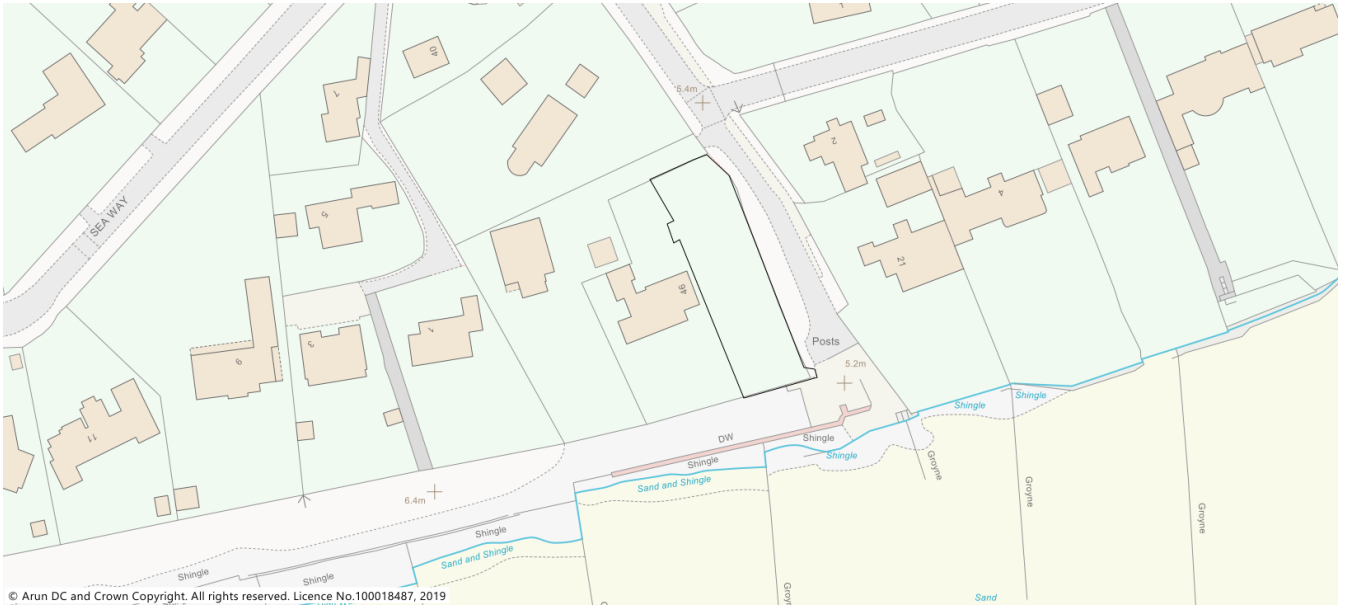 40
7
5.4m
2
SEA WAY
5
4
21
46
1
Posts
3
9
5.2m
11
Shingle
Shingle
DW
Shingle
Shingle
Shingle
Groyne
Sand and Shingle
Groyne
Groyne
6.4m
Shingle
Sand and Shingle
Shingle
Shingle
Sand
© Arun DC and Crown Copyright. All rights reserved. Licence No.100018487, 2019